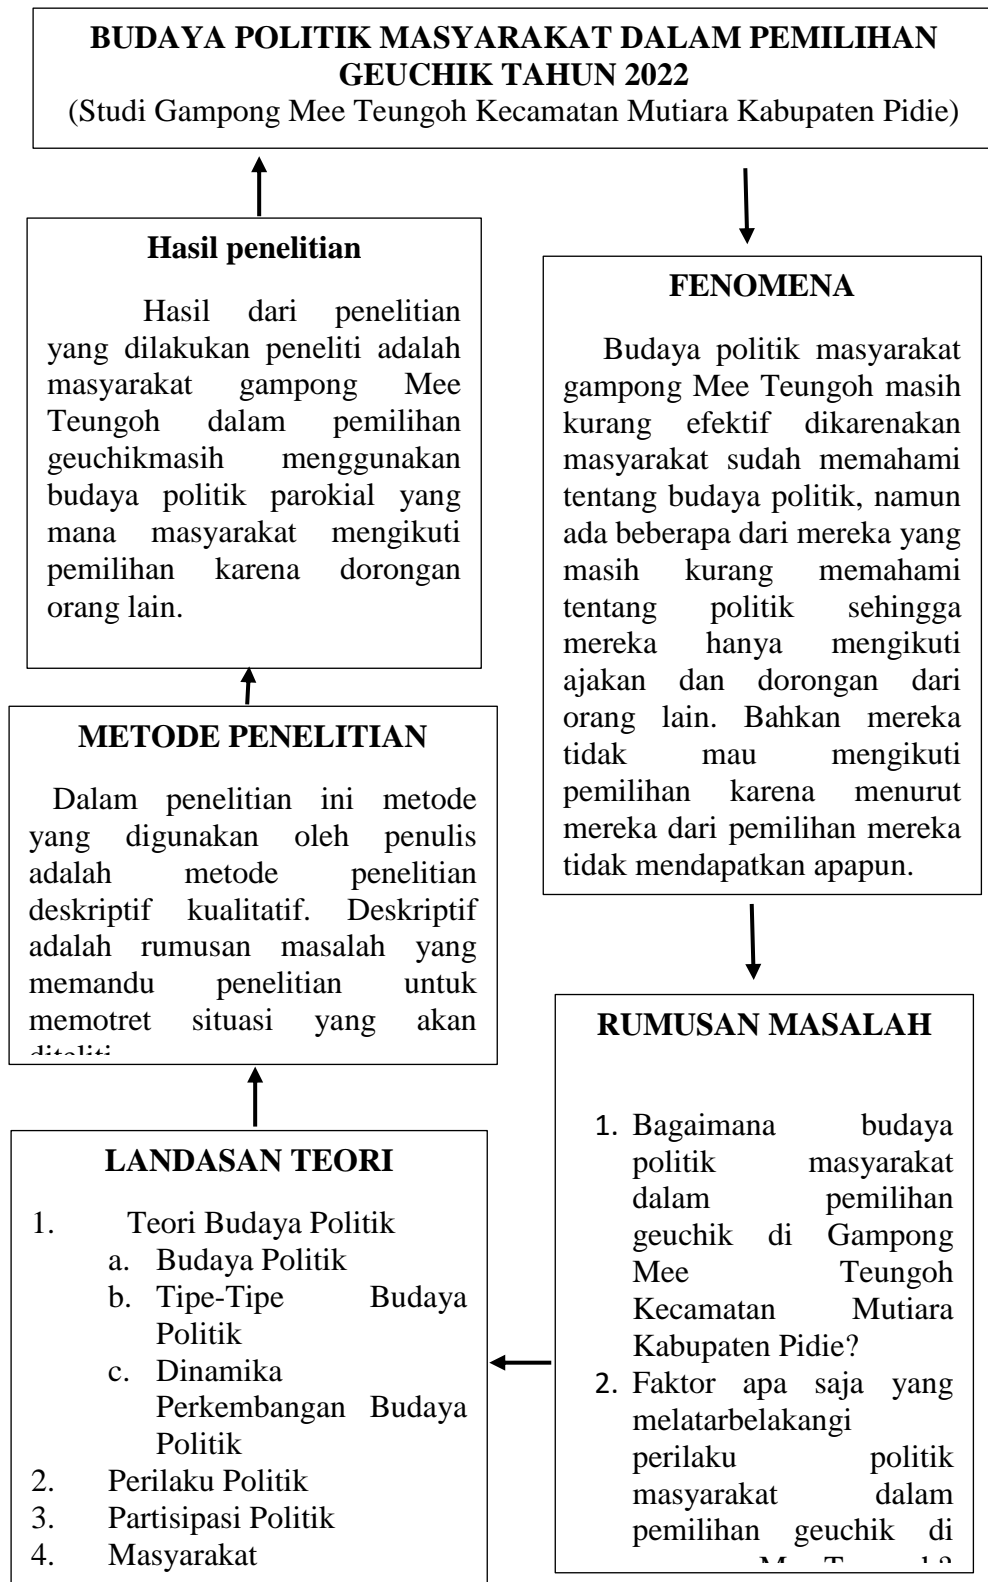 BUDAYA POLITIK MASYARAKAT DALAM PEMILIHAN
GEUCHIK TAHUN 2022
(Studi Gampong Mee Teungoh Kecamatan Mutiara Kabupaten Pidie)
FENOMENA
Budaya politik masyarakat
gampong Mee Teungoh masih
kurang efektif dikarenakan
masyarakat sudah memahami
tentang budaya politik, namun
ada beberapa dari mereka yang
masih kurang memahami
tentang politik sehingga
mereka hanya mengikuti
ajakan dan dorongan dari
orang lain. Bahkan mereka
tidak mau mengikuti
pemilihan karena menurut
mereka dari pemilihan mereka
tidak mendapatkan apapun.
RUMUSAN MASALAH
1. Bagaimana budaya
politik masyarakat
dalam pemilihan
geuchik di Gampong
Mee Teungoh
Kecamatan Mutiara
Kabupaten Pidie?
2. Faktor apa saja yang
melatarbelakangi
perilaku politik
masyarakat dalam
pemilihan geuchik di
LANDASAN TEORI
1. Teori Budaya Politik
a. Budaya Politik
b. Tipe-Tipe Budaya
Politik
c. Dinamika
Perkembangan Budaya
Politik
2. Perilaku Politik
3. Partisipasi Politik
4. Masyarakat
METODE PENELITIAN
Dalam penelitian ini metode
yang digunakan oleh penulis
adalah metode penelitian
deskriptif kualitatif. Deskriptif
adalah rumusan masalah yang
memandu penelitian untuk
memotret situasi yang akan
Hasil penelitian
Hasil dari penelitian
yang dilakukan peneliti adalah
masyarakat gampong Mee
Teungoh dalam pemilihan
geuchikmasih menggunakan
budaya politik parokial yang
mana masyarakat mengikuti
pemilihan karena dorongan
orang lain.